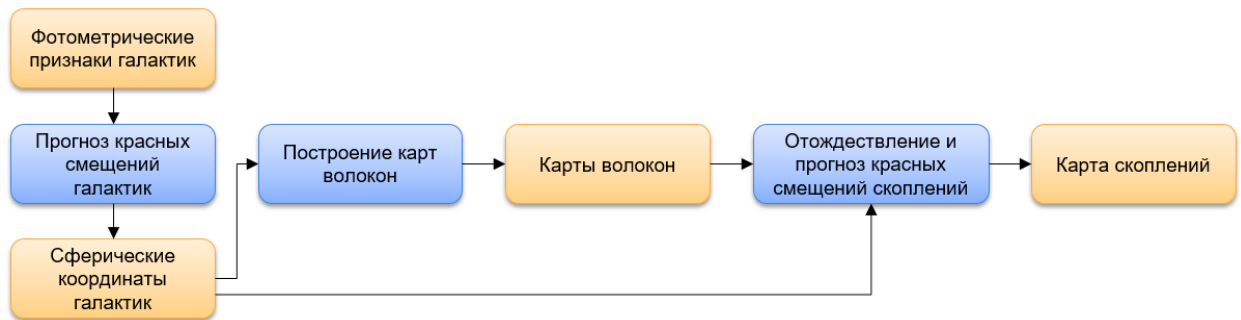 Фотометрические
признаки галактик
Прогноз красных
смещений
галактик
Сферические
координаты
галактик
Построение карт
волокон
Карты волокон
Отождествление и
прогноз красных
смещений скоплений
Карта скоплений